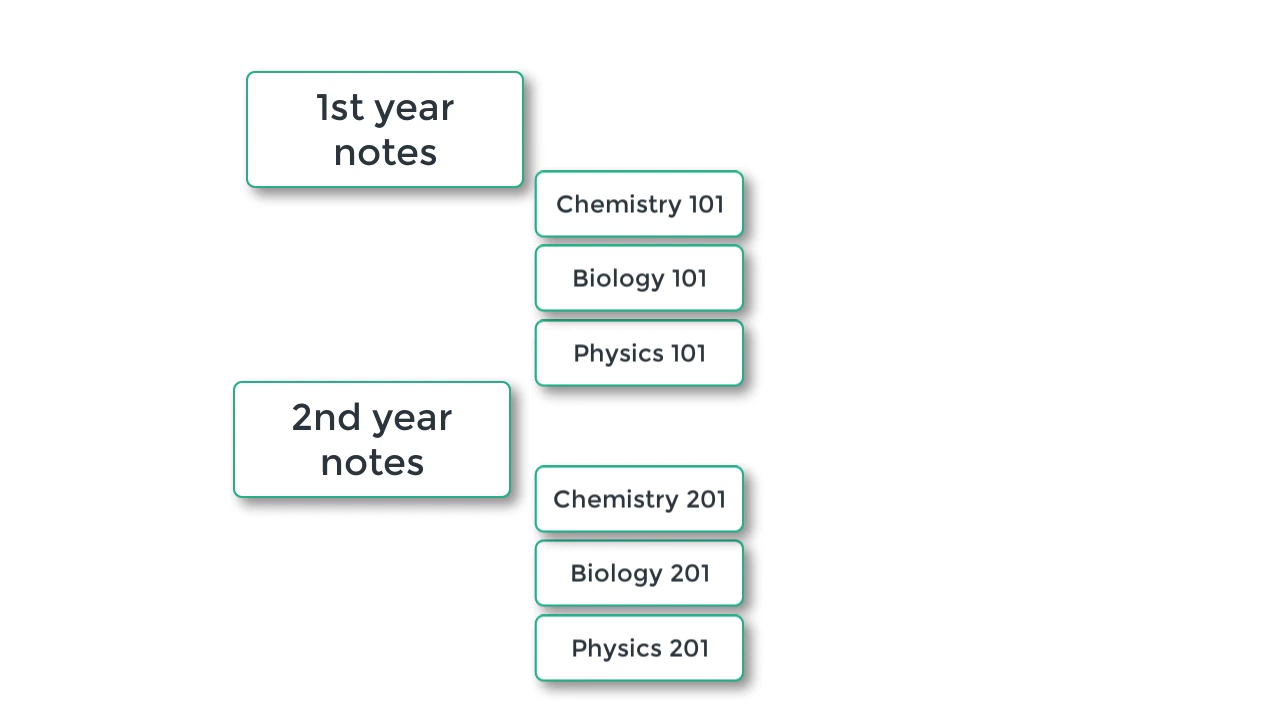 1st year
notes
Chemistry 101
Biology 101
Physics 101
2nd year
notes
Chemistry 201
Biology 201
Physics 201